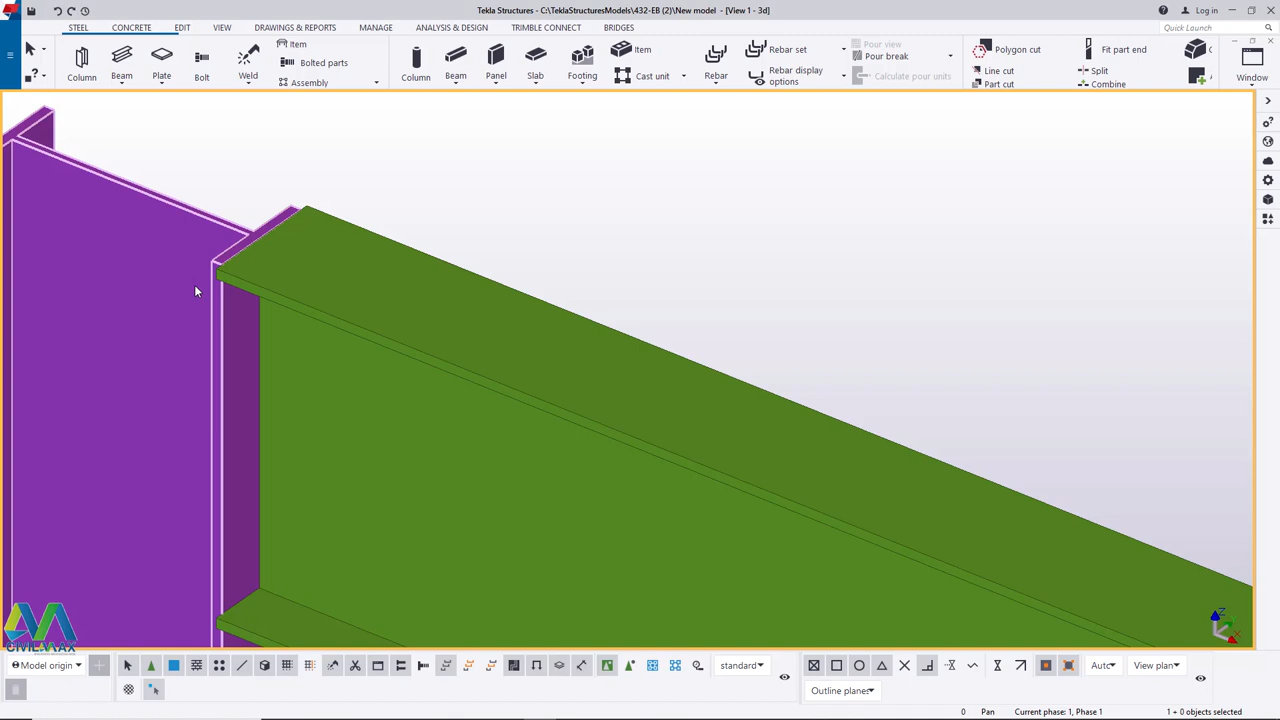 Tekla Structures - C:\TeklaStructuresModels\432-EB (2)\New model - [View 1 - 3d]
Log in
STEEL CONCRETE EDIT VIEW DRAWINGS & REPORTS MANAGE ANALYSIS & DESIGN TRIMBLE CONNECT BRIDGES
Quick Launch
Column Beam Plate Bolt Weld
Item
Bolted parts
Assembly
Column Beam Panel Slab Footing
Item
Cast unit
Rebar
Rebar set
Rebar display options
Pour view
Pour break
Calculate pour units
Polygon cut
Line cut
Part cut
Fit part end
Split
Combine
Window
Z
CIVILMAX
Model origin
standard
Auto
View plan
Outline planes
0 Pan Current phase: 1, Phase 1 1 + 0 objects selected